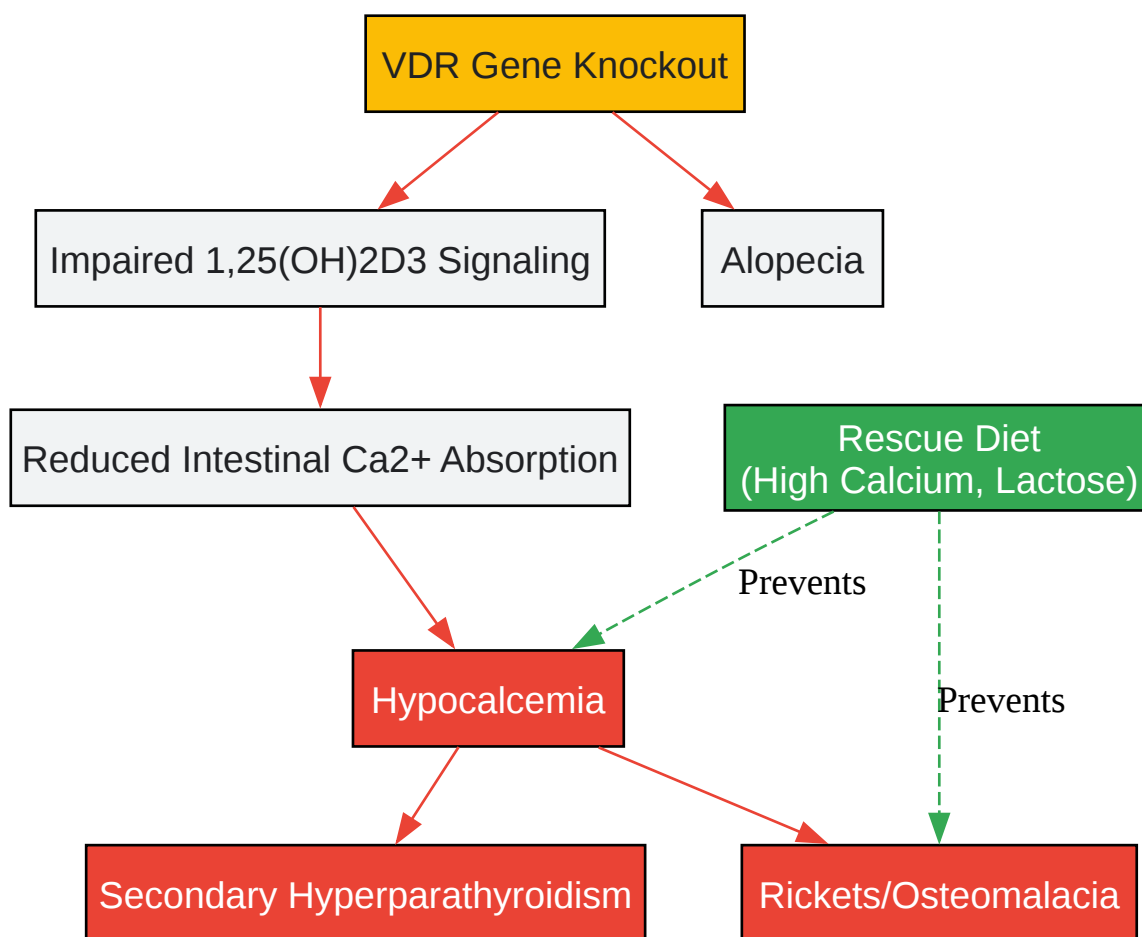 VDR Gene Knockout
Impaired 1,25(OH)2D3 Signaling
Alopecia
Reduced Intestinal Ca2+ Absorption
Rescue Diet
(High Calcium, Lactose)
Prevents
Hypocalcemia
Prevents
Secondary Hyperparathyroidism
Rickets/Osteomalacia